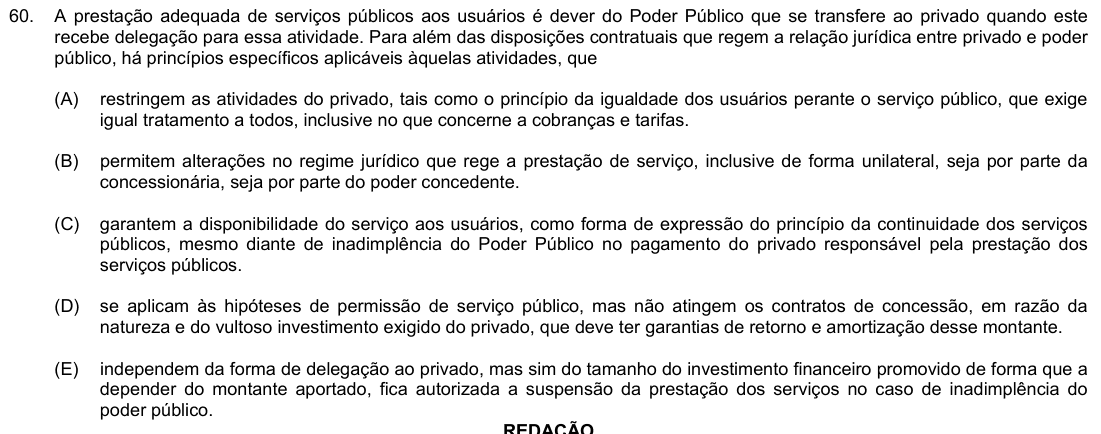 60. A prestação adequada de serviços públicos aos usuários é dever do Poder Público que se transfere ao privado quando este
recebe delegação para essa atividade. Para além das disposições contratuais que regem a relação jurídica entre privado e poder
público, há princípios específicos aplicáveis àquelas atividades, que
(A) restringem as atividades do privado, tais como o princípio da igualdade dos usuários perante o serviço público, que exige
igual tratamento a todos, inclusive no que concerne a cobranças e tarifas.
(B) permitem alterações no regime jurídico que rege a prestação de serviço, inclusive de forma unilateral, seja por parte da
concessionária, seja por parte do poder concedente.
(C) garantem a disponibilidade do serviço aos usuários, como forma de expressão do princípio da continuidade dos serviços
públicos, mesmo diante de inadimplência do Poder Público no pagamento do privado responsável pela prestação dos
serviços públicos.
(D) se aplicam às hipóteses de permissão de serviço público, mas não atingem os contratos de concessão, em razão da
natureza e do vultoso investimento exigido do privado, que deve ter garantias de retorno e amortização desse montante.
(E) independem da forma de delegação ao privado, mas sim do tamanho do investimento financeiro promovido de forma que a
depender do montante aportado, fica autorizada a suspensão da prestação dos serviços no caso de inadimplência do
poder público.
REDAÇÃO